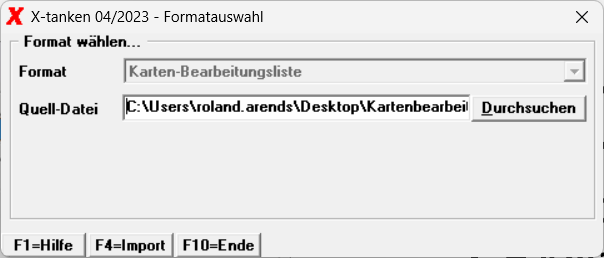 X-tanken 04/2023 - Formatauswahl
Format wählen...
Format Karten-Bearbeitungsliste
Quell-Datei C:\Users\roland.arends\Desktop\Kartenbearbeit Durchsuchen
F1=Hilfe F4=Import F10=Ende